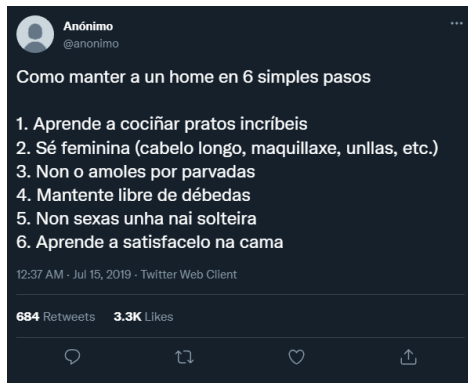 Anónimo
@anonimo
Como manter a un home en 6 simples pasos
1. Aprende a cociñar pratos incríbeis
2. Sé feminina (cabelo longo, maquillaxe, unllas, etc.)
3. Non o amoles por parvadas
4. Mantente libre de débedas
5. Non sexas unha nai solteira
6. Aprende a satisfacelo na cama
12:37 AM · Jul 15, 2019 · Twitter Web Client
684 Retweets 3.3K Likes